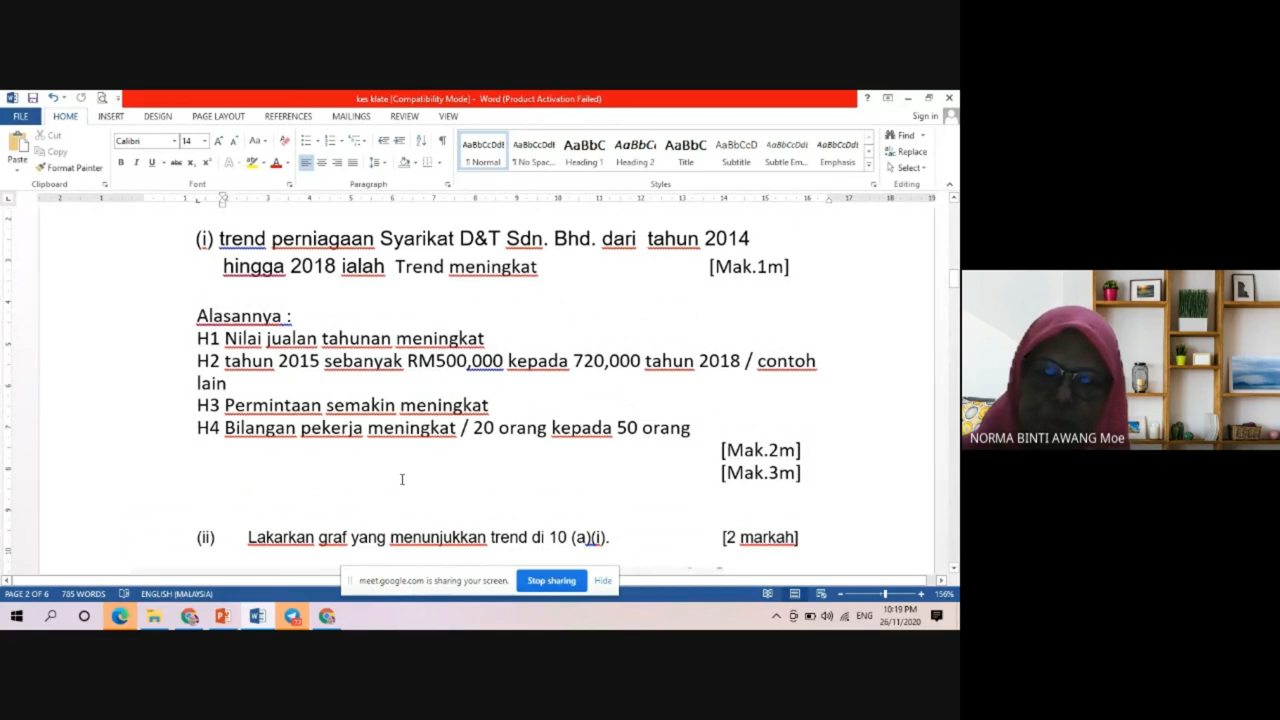 kes klate [Compatibility Mode] - Word (Product Activation Failed)
FILE HOME INSERT DESIGN PAGE LAYOUT REFERENCES MAILINGS REVIEW VIEW Sign in
Cut
Copy
Format Painter
Paste
Clipboard
Calibri 14
Font
Paragraph
AaBbCcDdI AaBbCcDdI AaBbC AaBbCc AaBbC AaBbCcD AaBbCcDdI AaBbCcDdI
¶ Normal ¶ No Spac... Heading 1 Heading 2 Title Subtitle Subtle Em... Emphasis
Styles
Find
Replace
Select
Editing
(i) trend perniagaan Syarikat D&T Sdn. Bhd. dari tahun 2014
hingga 2018 ialah Trend meningkat [Mak.1m]
Alasannya :
H1 Nilai jualan tahunan meningkat
H2 tahun 2015 sebanyak RM500,000 kepada 720,000 tahun 2018 / contoh
lain
H3 Permintaan semakin meningkat
H4 Bilangan pekerja meningkat / 20 orang kepada 50 orang
[Mak.2m]
[Mak.3m]
(ii) Lakarkan graf yang menunjukkan trend di 10 (a)(i). [2 markah]
meet.google.com is sharing your screen. Stop sharing Hide
PAGE 2 OF 6 785 WORDS ENGLISH (MALAYSIA) 156%
ENG 10:19 PM
26/11/2020
NORMA BINTI AWANG Moe